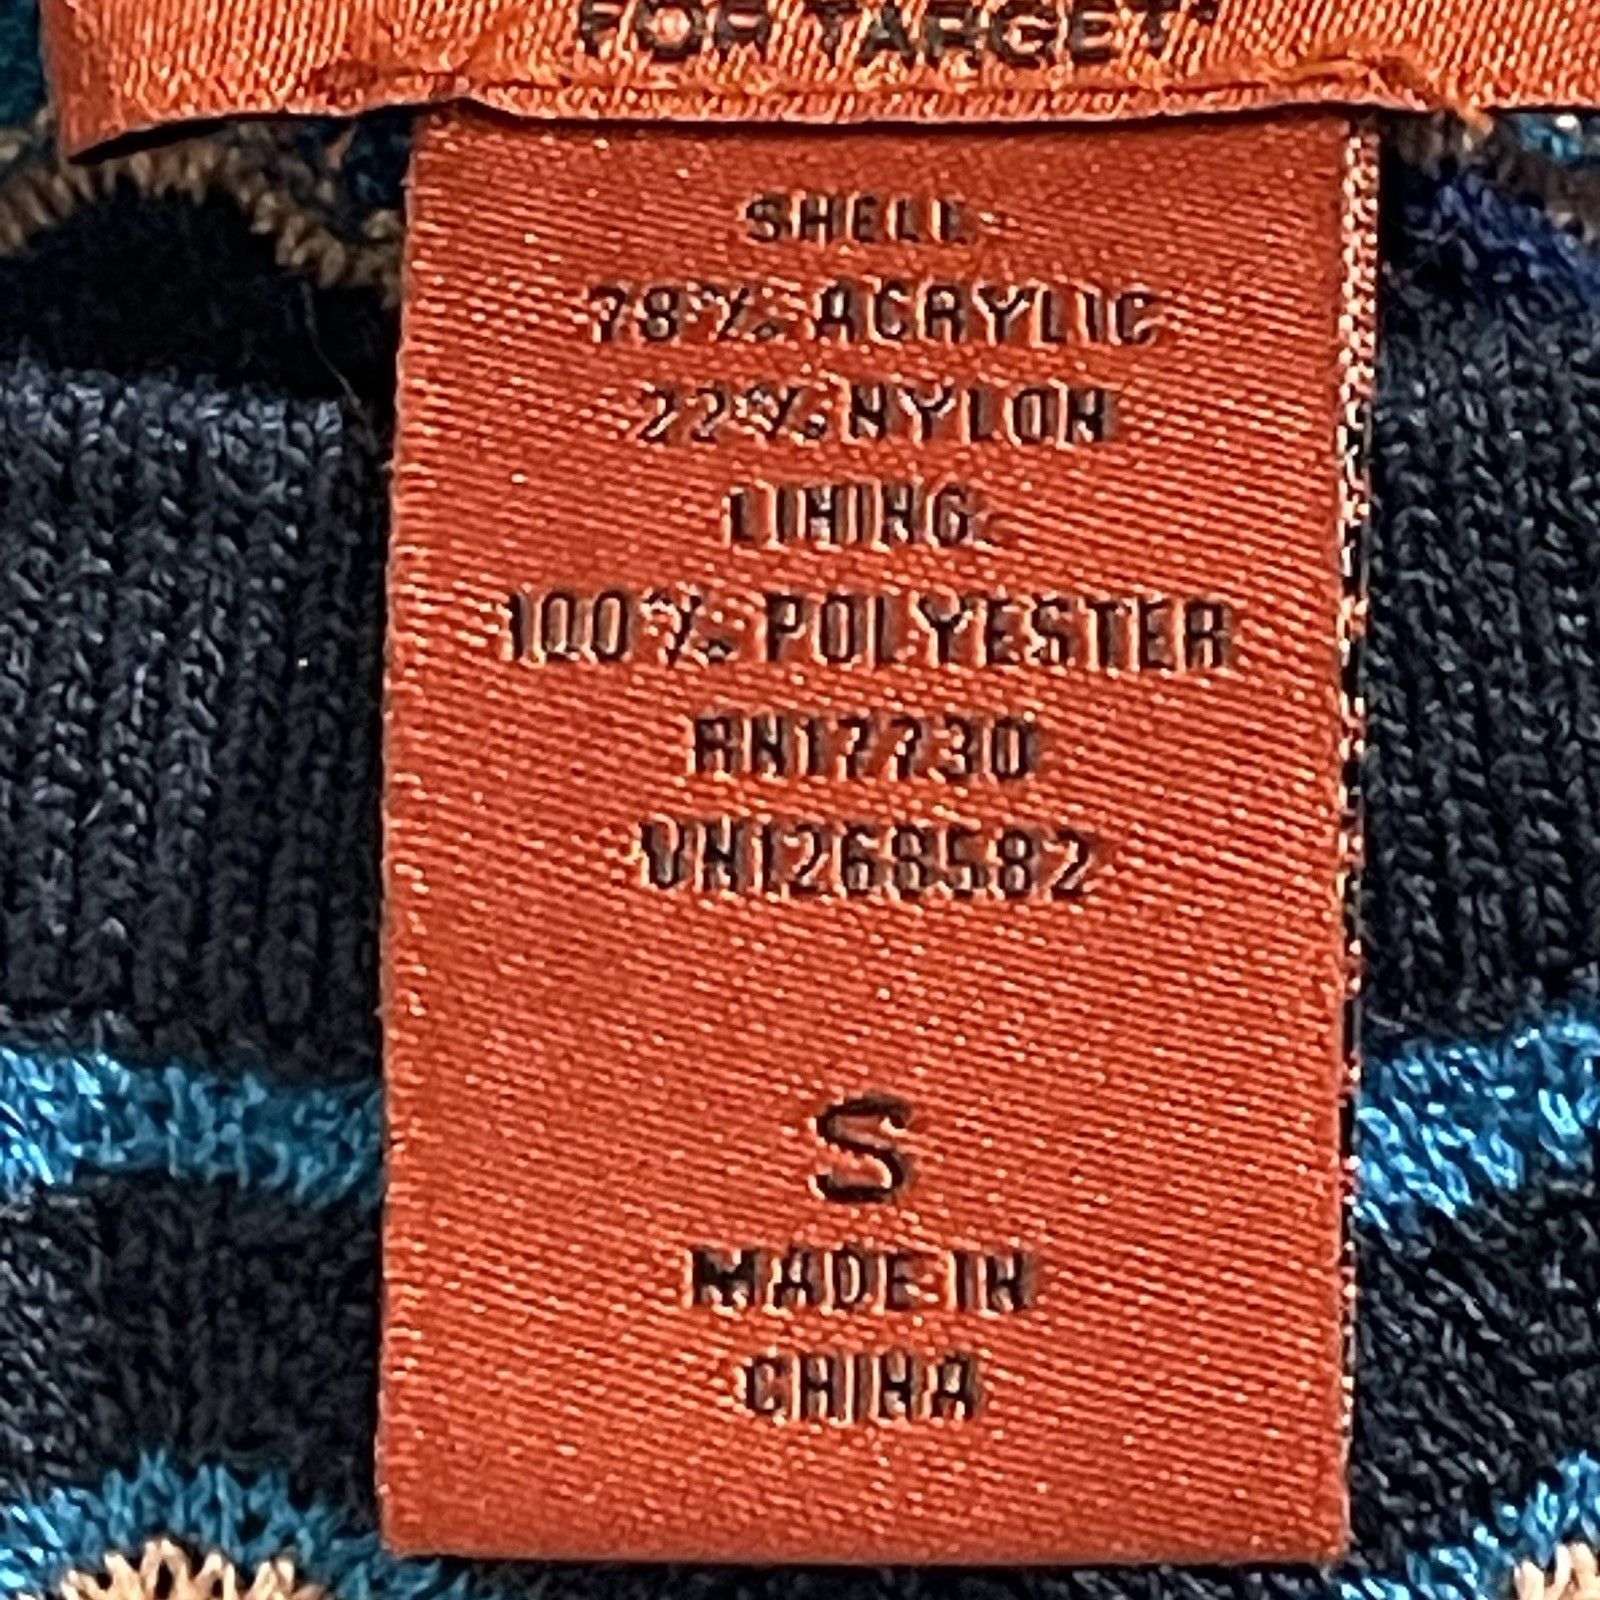 FOR TARGET®
SHELL:
78% ACRYLIC
22% NYLON
LINING:
100% POLYESTER
RN17730
VN1268582
S
MADE IN
CHINA